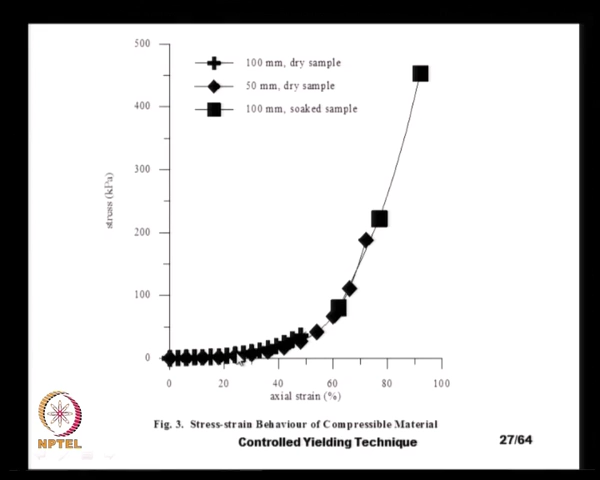 500
100 mm, dry sample
50 mm, dry sample
100 mm, soaked sample
400
300
200
100
0
stress (kPa)
0 20 40 60 80 100
axial strain (%)
Fig. 3. Stress-strain Behaviour of Compressible Material
Controlled Yielding Technique
27/64
NPTEL